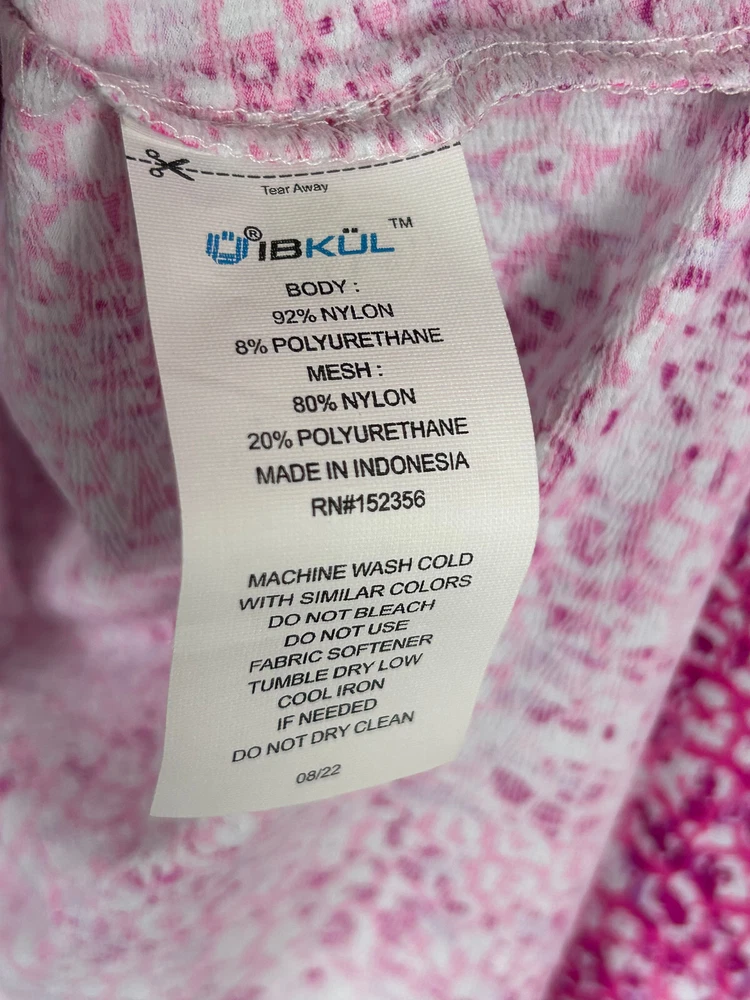 Tear Away
® IBKÜL ™
BODY :
92% NYLON
8% POLYURETHANE
MESH :
80% NYLON
20% POLYURETHANE
MADE IN INDONESIA
RN#152356
MACHINE WASH COLD
WITH SIMILAR COLORS
DO NOT BLEACH
DO NOT USE
FABRIC SOFTENER
TUMBLE DRY LOW
COOL IRON
IF NEEDED
DO NOT DRY CLEAN
08/22